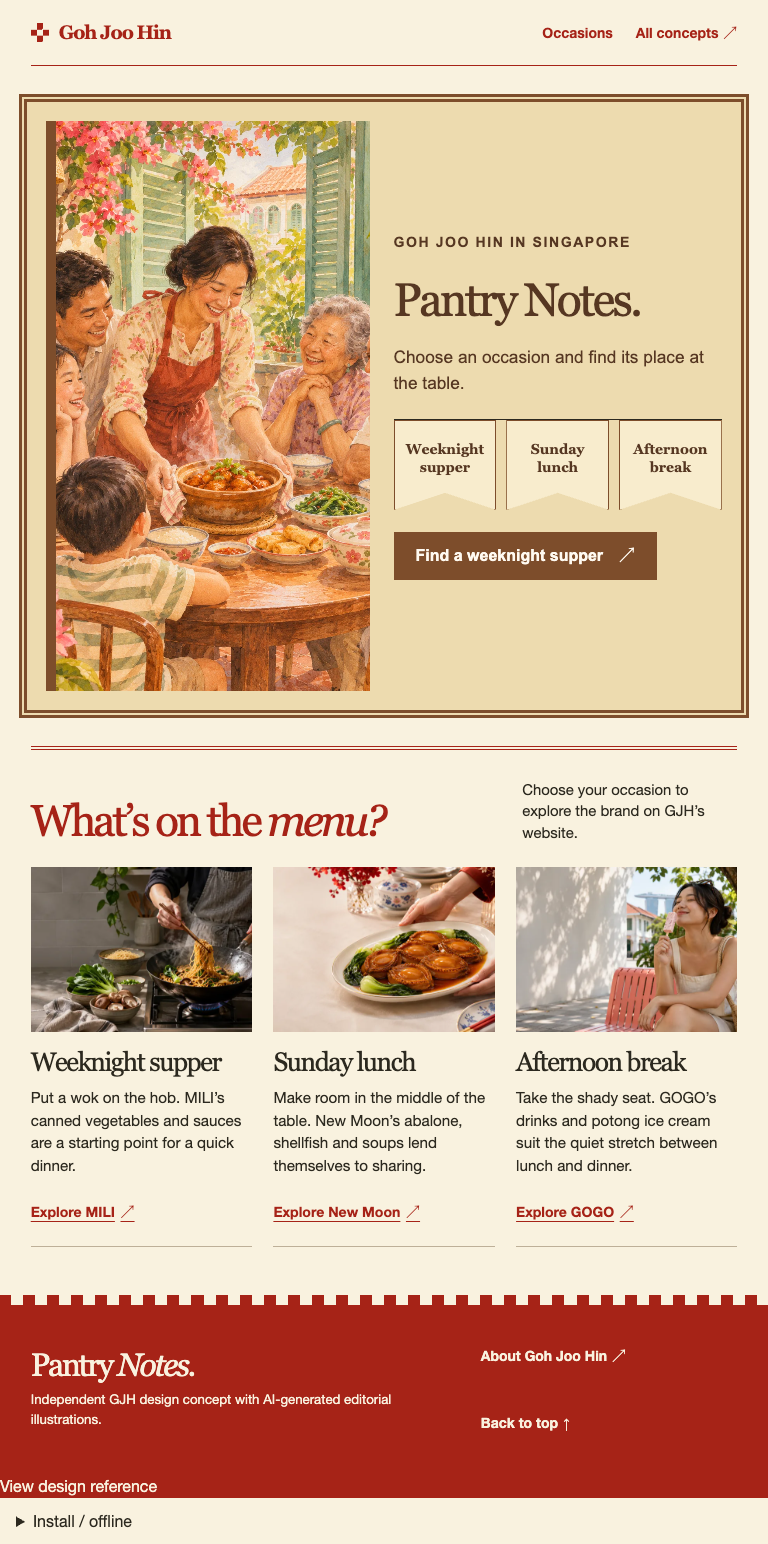 Goh Joo Hin
Occasions
All concepts ↗
GOH JOO HIN IN SINGAPORE
Pantry Notes.
Choose an occasion and find its place at
the table.
Weeknight
supper
Sunday
lunch
Afternoon
break
Find a weeknight supper ↗
What’s on the menu?
Choose your occasion to
explore the brand on GJH’s
website.
Weeknight supper
Put a wok on the hob. MILI’s
canned vegetables and sauces
are a starting point for a quick
dinner.
Explore MILI ↗
Sunday lunch
Make room in the middle of the
table. New Moon’s abalone,
shellfish and soups lend
themselves to sharing.
Explore New Moon ↗
Afternoon break
Take the shady seat. GOGO’s
drinks and potong ice cream
suit the quiet stretch between
lunch and dinner.
Explore GOGO ↗
Pantry Notes.
Independent GJH design concept with AI-generated editorial
illustrations.
About Goh Joo Hin ↗
Back to top ↑
View design reference
▶ Install / offline